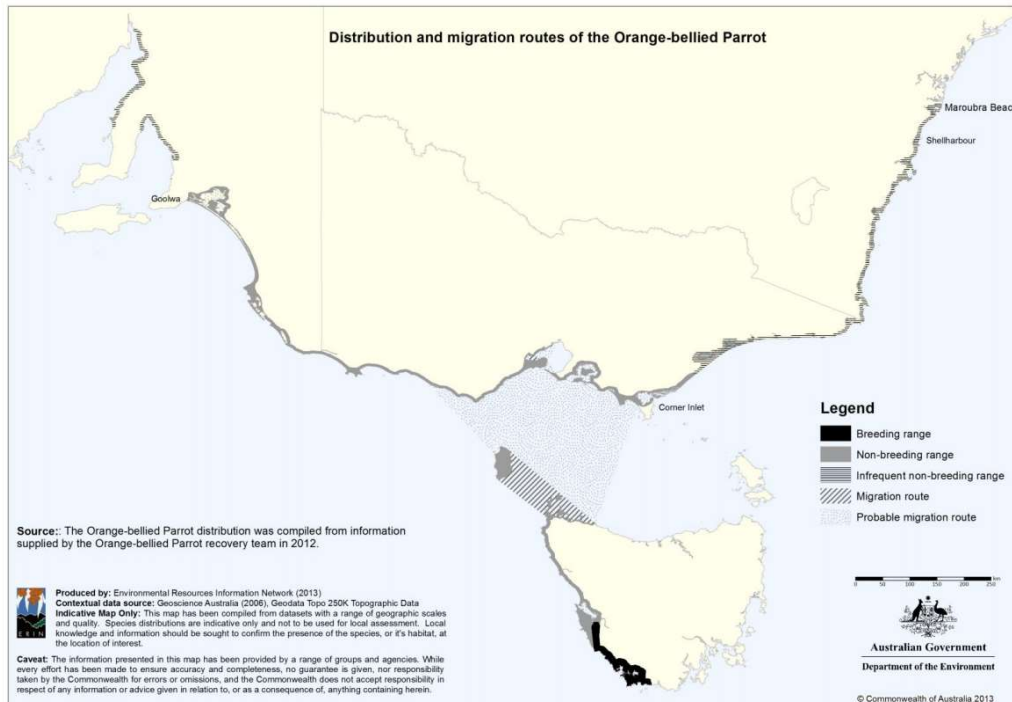 Distribution and migration routes of the Orange-bellied Parrot
Maroubra Beac
Shellharbour
Goolwa
Corner Inlet
Legend
Breeding range
Non-breeding range
Infrequent non-breeding range
Migration route
Probable migration route
Source:: The Orange-bellied Parrot distribution was compiled from information
supplied by the Orange-bellied Parrot recovery team in 2012.
Produced by: Environmental Resources Information Network (2013)
Contextual data source: Geoscience Australia (2006), Geodata Topo 250K Topographic Data
Indicative Map Only: This map has been compiled from datasets with a range of geographic scales
and quality. Species distributions are indicative only and not to be used for local assessment. Local
knowledge and information should be sought to confirm the presence of the species, or it's habitat, at
the location of interest.
ERIN
Caveat: The information presented in this map has been provided by a range of groups and agencies. While
every effort has been made to ensure accuracy and completeness, no guarantee is given, nor responsibility
taken by the Commonwealth for errors or omissions, and the Commonwealth does not accept responsibility in
respect of any information or advice given in relation to, or as a consequence of, anything containing herein.
0 50 100 150 200 250
km
Australian Government
Department of the Environment
© Commonwealth of Australia 2013